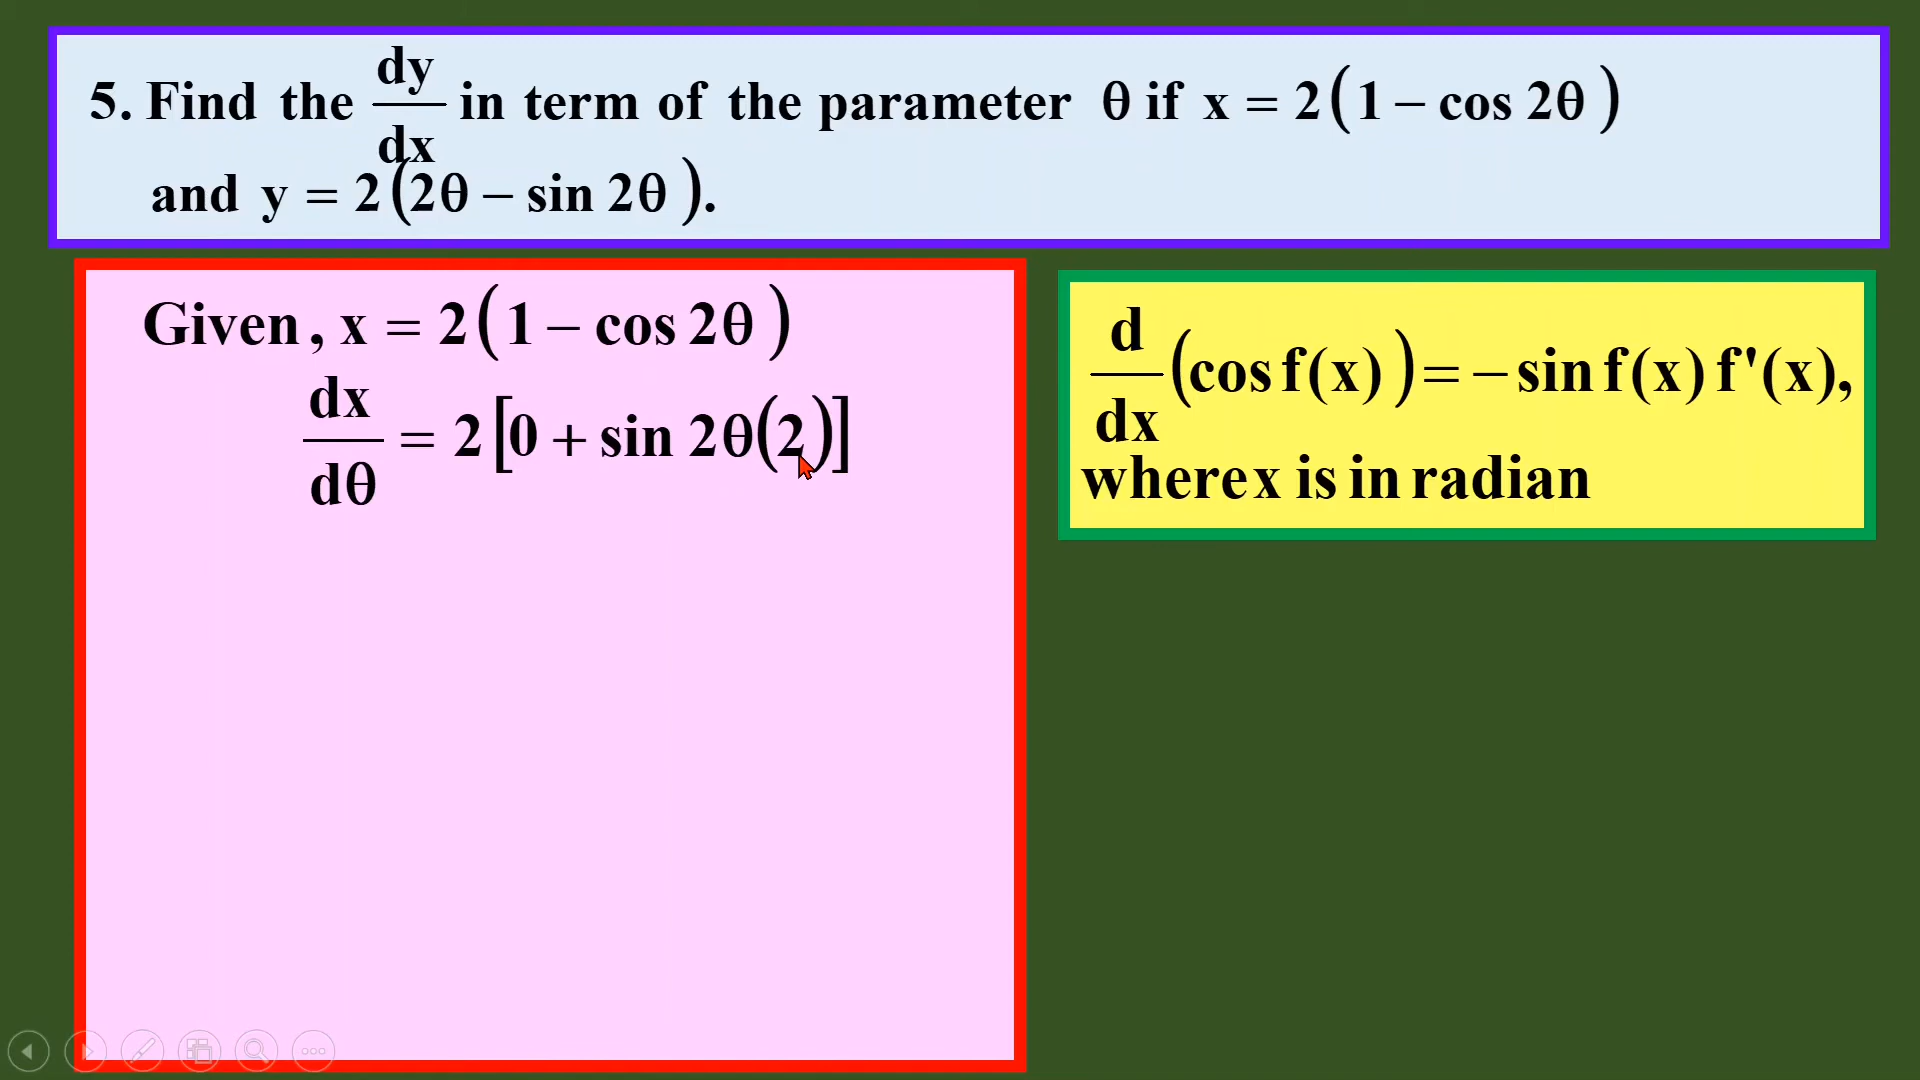 5. Find the dy/dx in term of the parameter θ if x = 2(1 − cos 2θ)
and y = 2(2θ − sin 2θ).
Given, x = 2(1 − cos 2θ)
dx/dθ = 2[0 + sin 2θ(2)]
d/dx (cos f(x)) = − sin f(x) f'(x),
where x is in radian